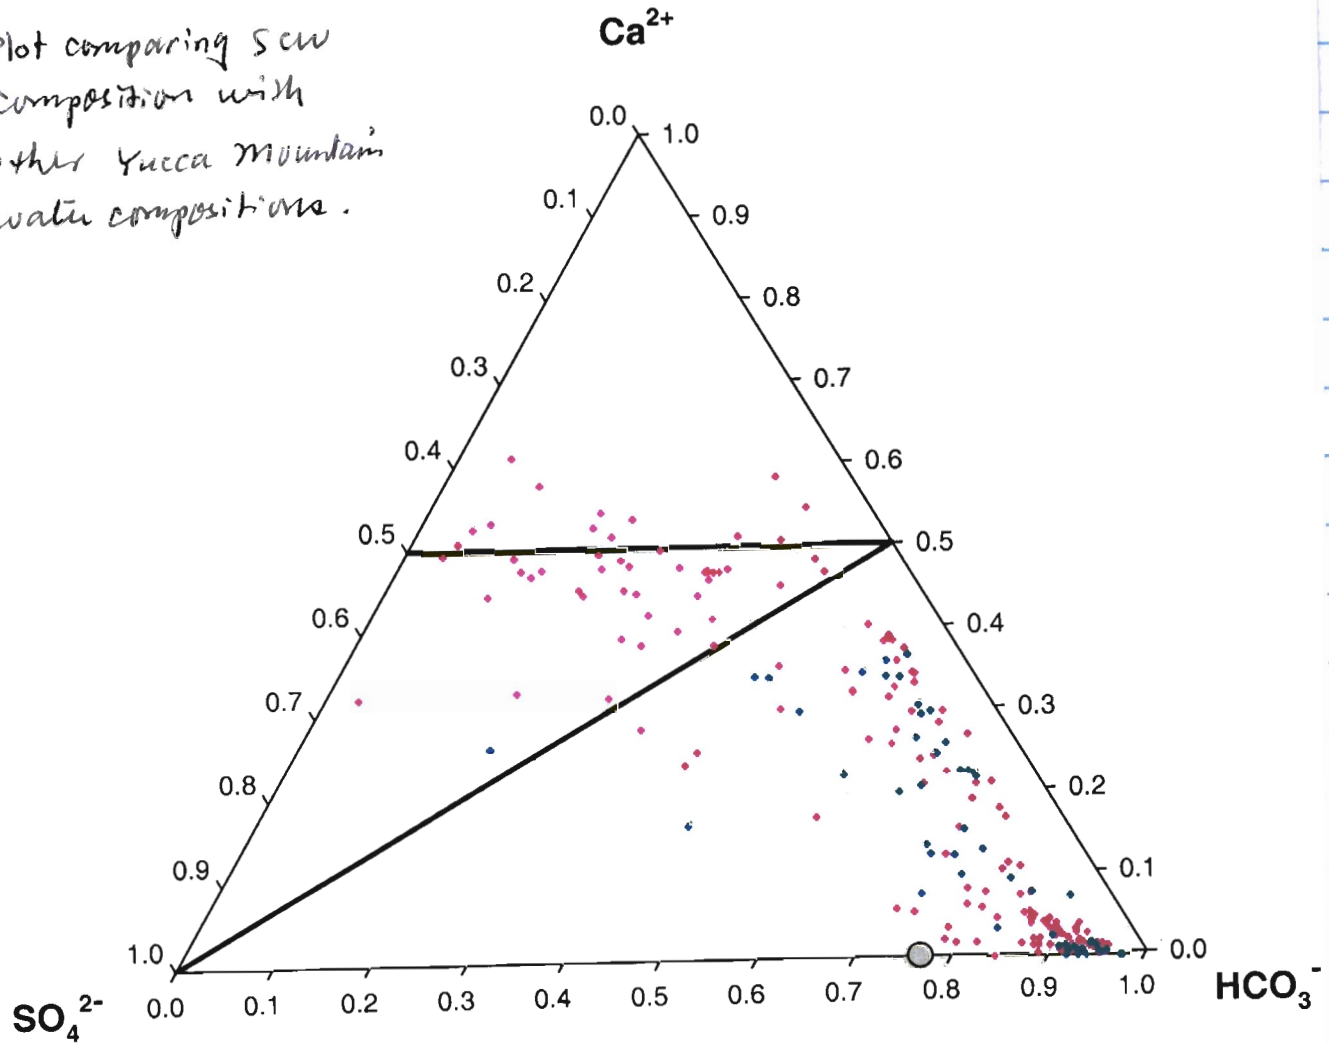 Plot comparing SCW
composition with
other Yucca Mountain
water compositions.
Ca²⁺
0.0 1.0
0.1 0.9
0.2 0.8
0.3 0.7
0.4 0.6
0.5 0.5
0.6 0.4
0.7 0.3
0.8 0.2
0.9 0.1
1.0 0.0
0.0 0.1 0.2 0.3 0.4 0.5 0.6 0.7 0.8 0.9 1.0
SO₄²⁻ HCO₃⁻